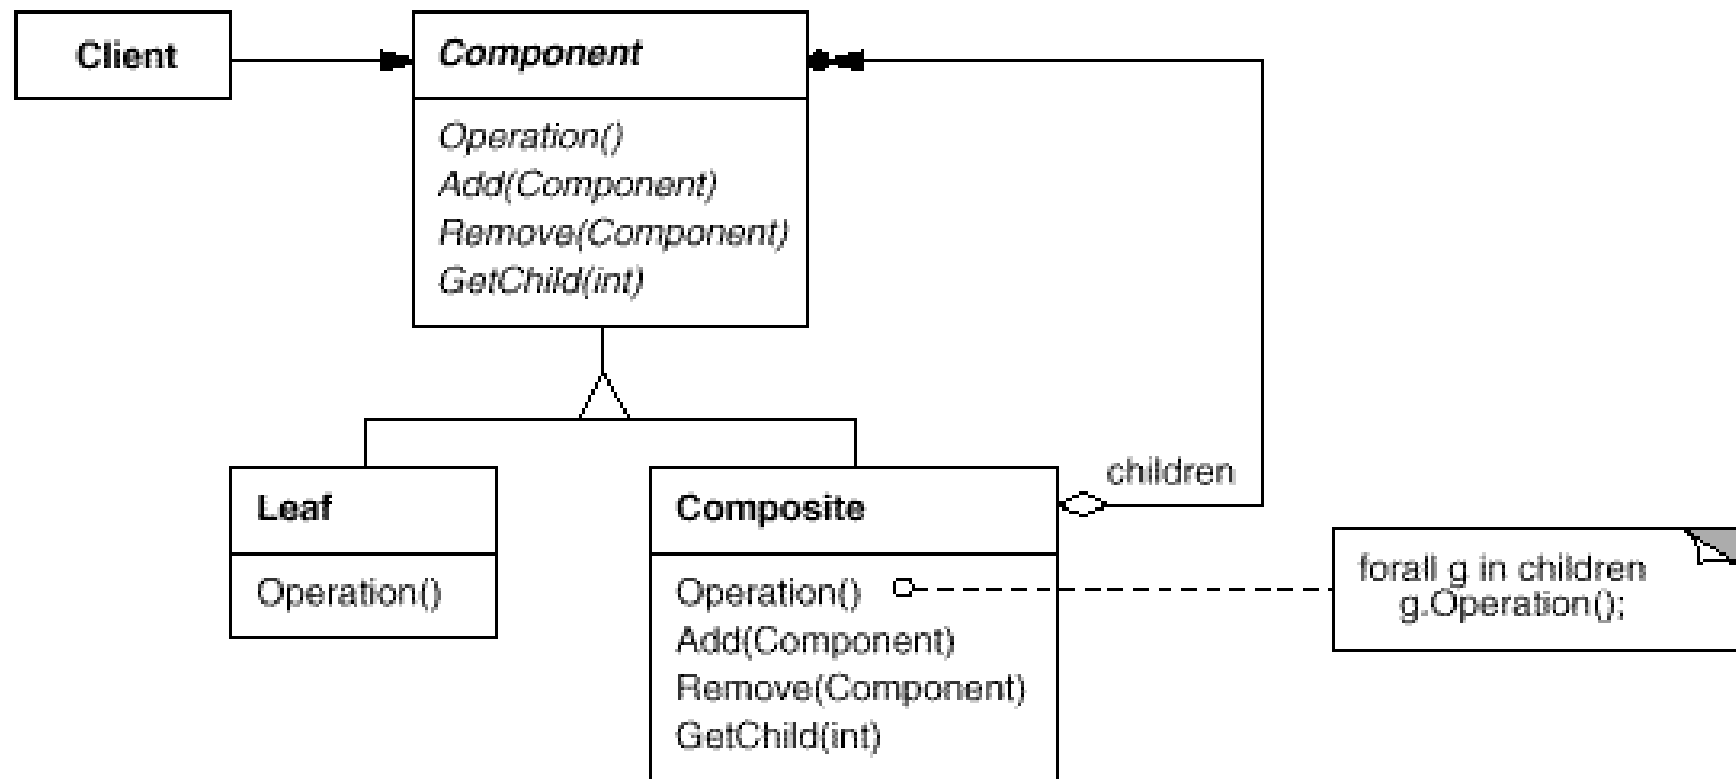 Client
Component
Operation()
Add(Component)
Remove(Component)
GetChild(int)
children
Leaf
Operation()
Composite
Operation()
Add(Component)
Remove(Component)
GetChild(int)
forall g in children
g.Operation();